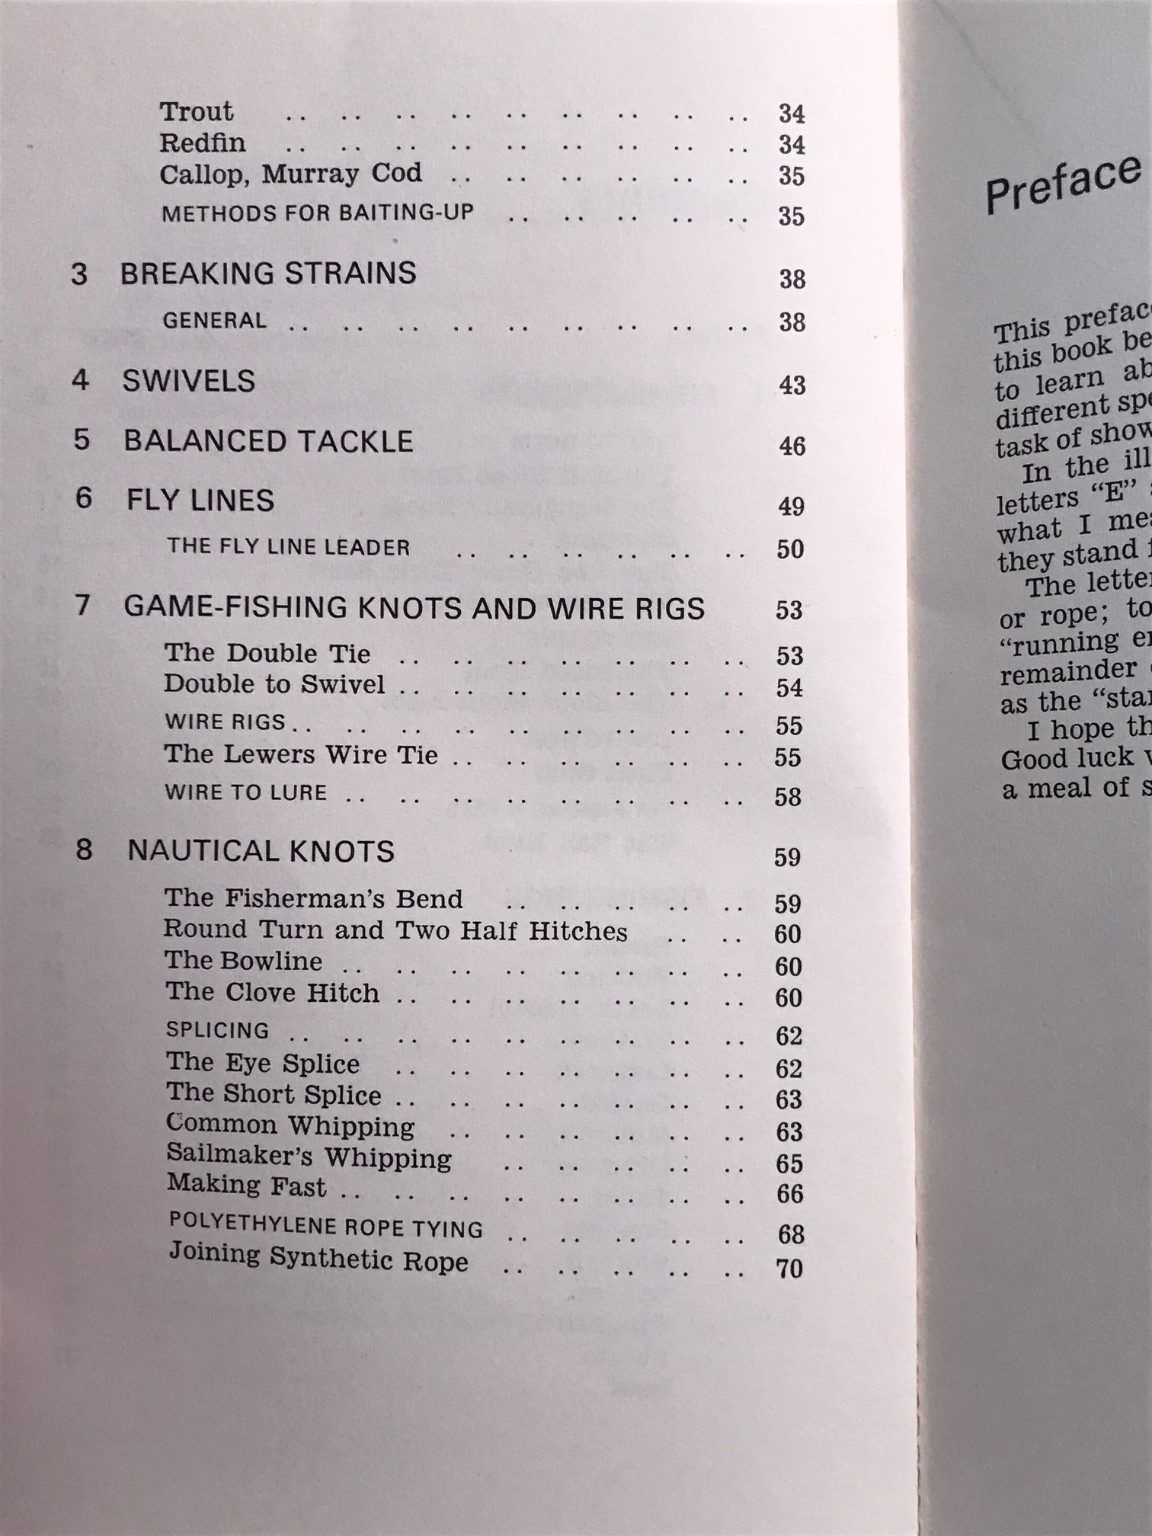 Trout .. .. .. .. .. .. .. .. .. 34
Redfin .. .. .. .. .. .. .. .. .. 34
Callop, Murray Cod .. .. .. .. .. .. 35
METHODS FOR BAITING-UP .. .. .. .. .. 35
3 BREAKING STRAINS 38
GENERAL .. .. .. .. .. .. .. .. .. 38
4 SWIVELS 43
5 BALANCED TACKLE 46
6 FLY LINES 49
THE FLY LINE LEADER .. .. .. .. .. .. 50
7 GAME-FISHING KNOTS AND WIRE RIGS 53
The Double Tie .. .. .. .. .. .. .. 53
Double to Swivel .. .. .. .. .. .. .. 54
WIRE RIGS .. .. .. .. .. .. .. .. .. 55
The Lewers Wire Tie .. .. .. .. .. .. 55
WIRE TO LURE .. .. .. .. .. .. .. .. 58
8 NAUTICAL KNOTS 59
The Fisherman's Bend .. .. .. .. .. 59
Round Turn and Two Half Hitches .. .. 60
The Bowline .. .. .. .. .. .. .. .. 60
The Clove Hitch .. .. .. .. .. .. .. 60
SPLICING .. .. .. .. .. .. .. .. .. 62
The Eye Splice .. .. .. .. .. .. .. 62
The Short Splice .. .. .. .. .. .. .. 63
Common Whipping .. .. .. .. .. .. 63
Sailmaker's Whipping .. .. .. .. .. 65
Making Fast .. .. .. .. .. .. .. .. 66
POLYETHYLENE ROPE TYING .. .. .. .. .. 68
Joining Synthetic Rope .. .. .. .. .. 70
Preface
This preface
this book be
to learn ab
different spe
task of show
In the ill
letters "E"
what I mea
they stand
The letter
or rope; to
"running en
remainder
as the "stan
I hope th
Good luck
a meal of s